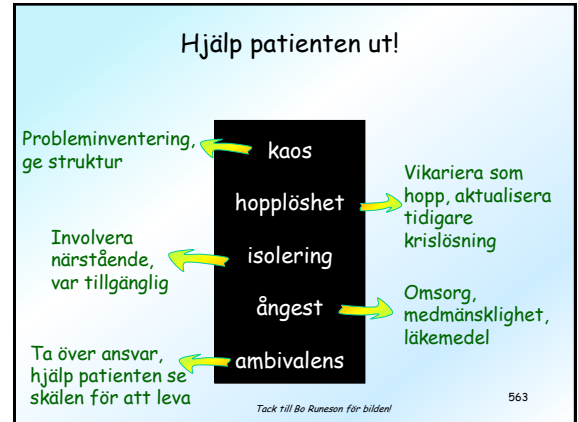 Hjälp patienten ut!
Probleminventering,
ge struktur
kaos
hopplöshet
Vikariera som
hopp, aktualisera
tidigare
krislösning
Involvera
närstående,
var tillgänglig
isolering
ångest
Omsorg,
medmänsklighet,
läkemedel
Ta över ansvar,
hjälp patienten se
skälen för att leva
ambivalens
Tack till Bo Runeson för bilden!
563